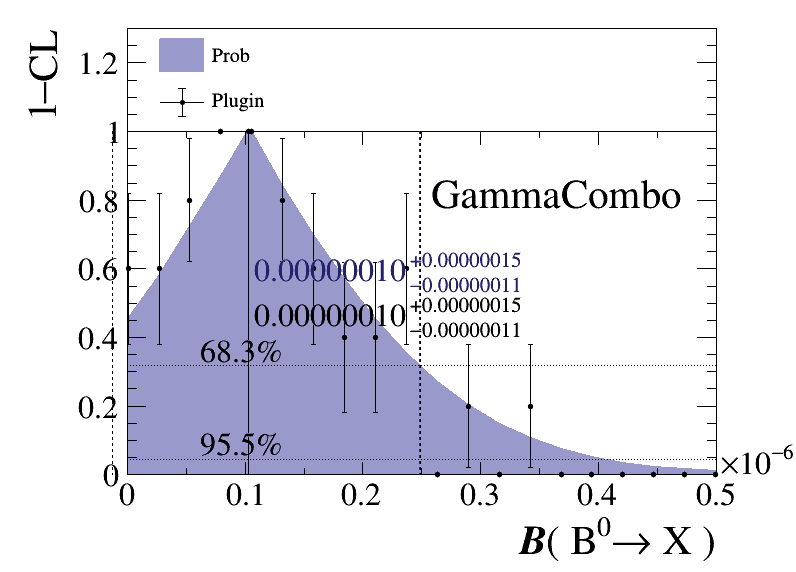 1–CL
Prob
Plugin
1.2
1
0.8
0.6
0.4
0.2
0
GammaCombo
0.00000010 +0.00000015 −0.00000011
0.00000010 +0.00000015 −0.00000011
68.3%
95.5%
×10−6
0 0.1 0.2 0.3 0.4 0.5
B( B0→ X )